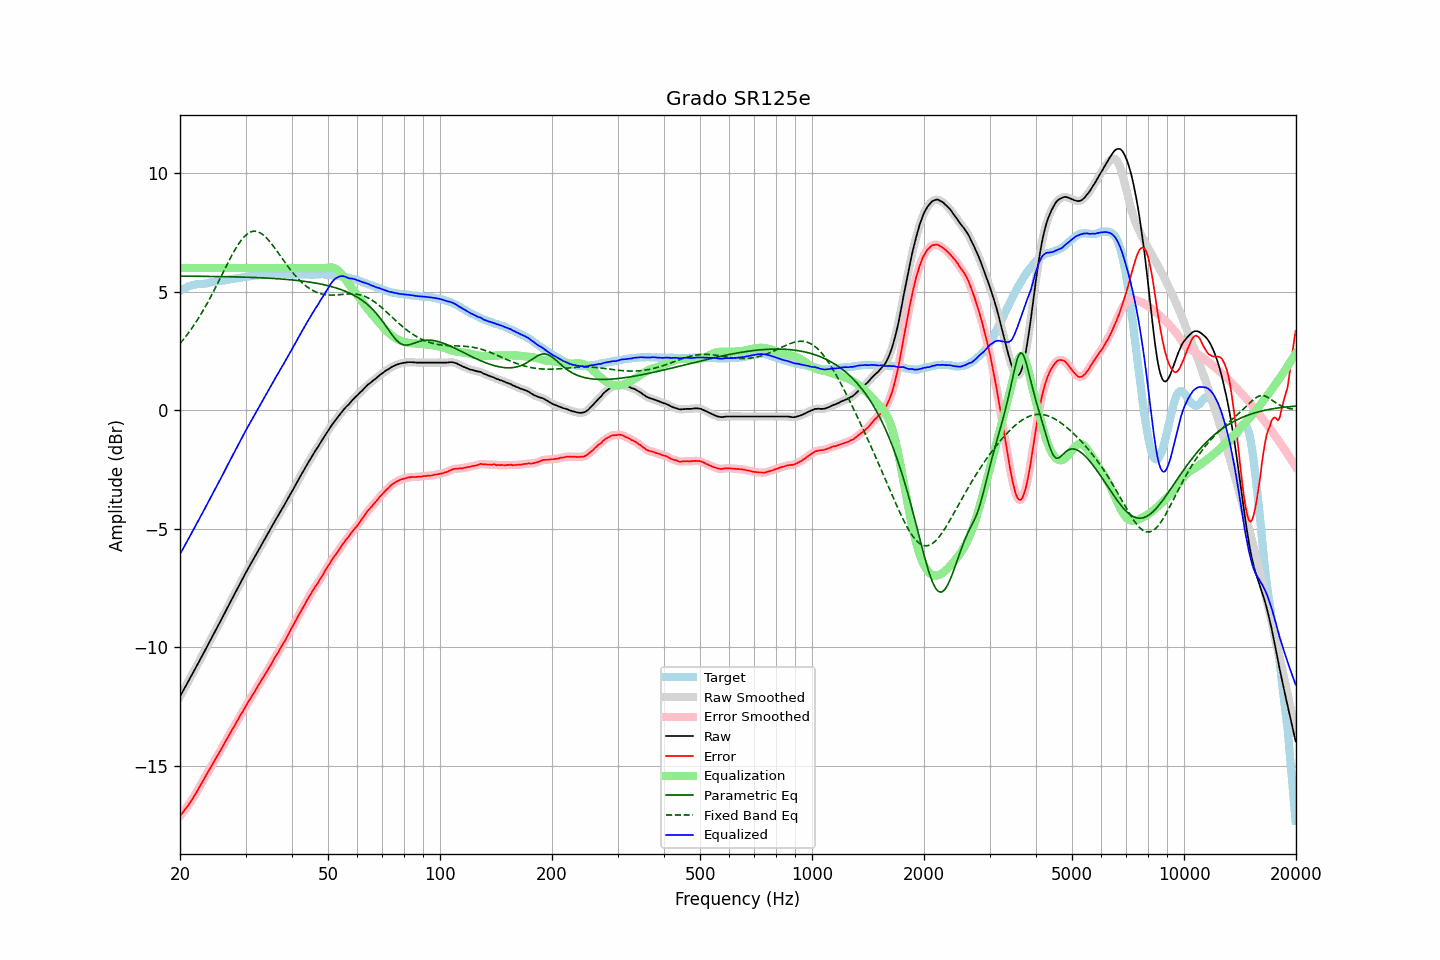 Grado SR125e
Amplitude (dBr)
10
5
0
−5
−10
−15
Target
Raw Smoothed
Error Smoothed
Raw
Error
Equalization
Parametric Eq
Fixed Band Eq
Equalized
20 50 100 200 500 1000 2000 5000 10000 20000
Frequency (Hz)